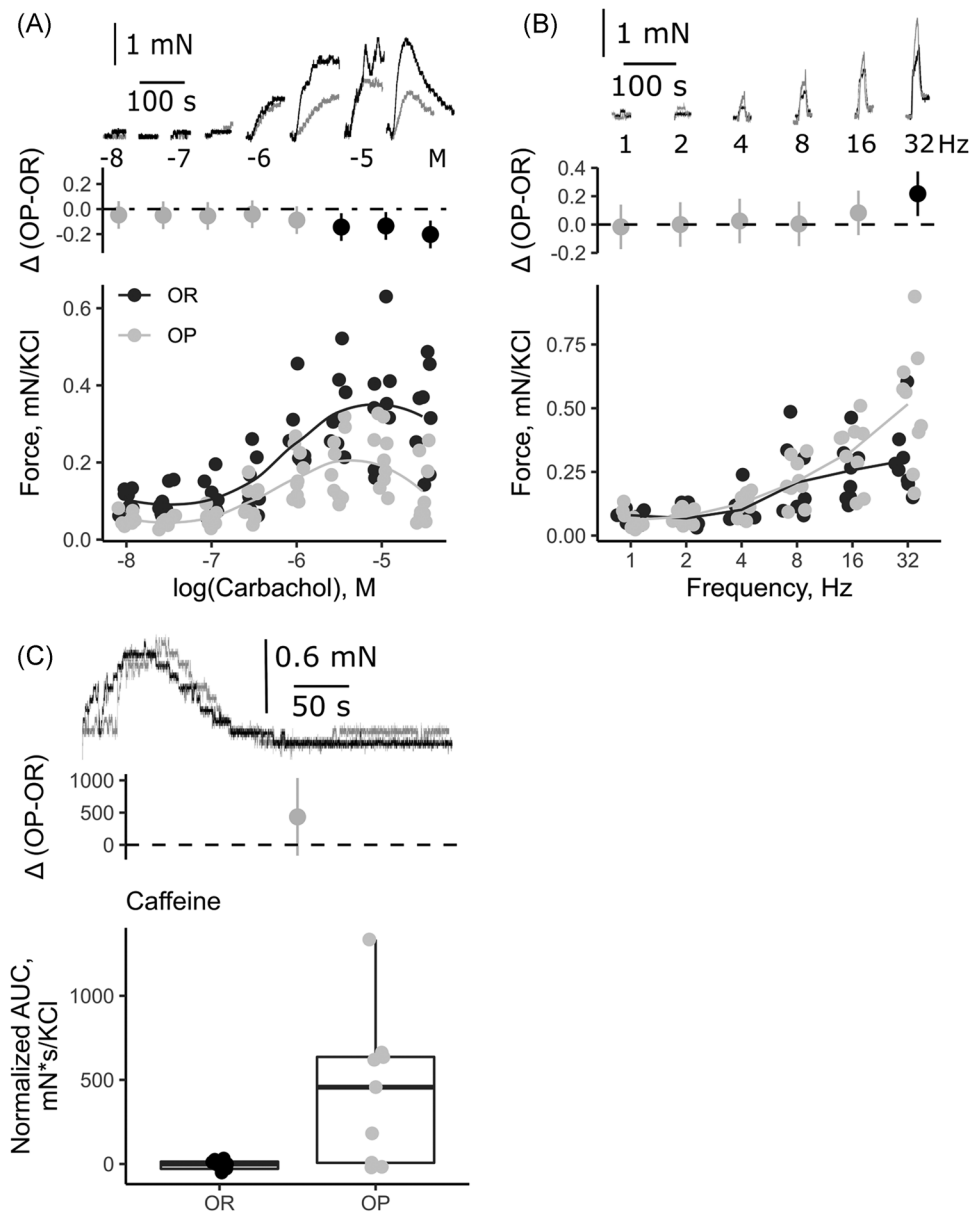 (A)
1 mN
100 s
-8 -7 -6 -5 M
Δ (OP-OR)
0.2
0.0
-0.2
Force, mN/KCl
0.6
0.4
0.2
0.0
OR
OP
-8 -7 -6 -5
log(Carbachol), M
(B)
1 mN
100 s
1 2 4 8 16 32 Hz
Δ (OP-OR)
0.4
0.2
0.0
-0.2
Force, mN/KCl
0.75
0.50
0.25
0.00
1 2 4 8 16 32
Frequency, Hz
(C)
0.6 mN
50 s
Δ (OP-OR)
1000
500
0
Caffeine
Normalized AUC,
mN*s/KCl
1000
500
0
OR OP